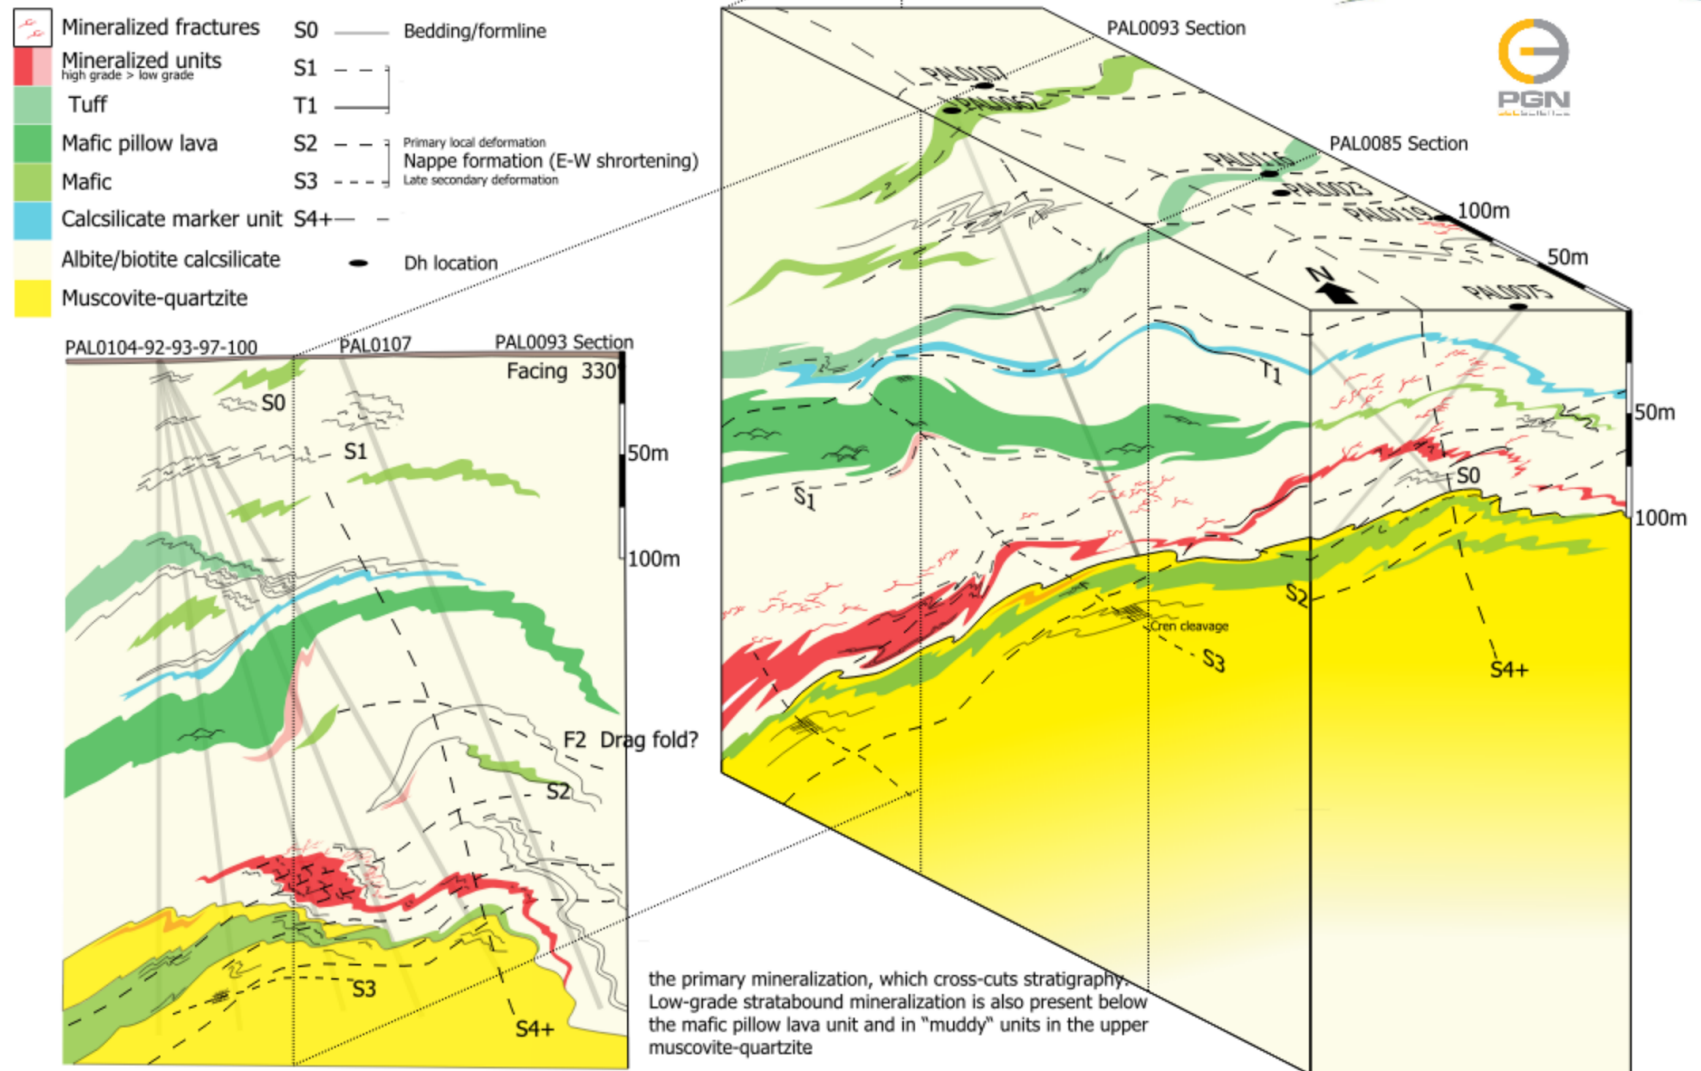 Mineralized fractures
Mineralized units
high grade > low grade
Tuff
Mafic pillow lava
Mafic
Calcsilicate marker unit
Albite/biotite calcsilicate
Muscovite-quartzite
S0
Bedding/formline
S1
T1
S2
Primary local deformation
Nappe formation (E-W shrortening)
S3
Late secondary deformation
S4+
Dh location
PAL0104-92-93-97-100
PAL0107
PAL0093 Section
Facing 330°
S0
S1
50m
100m
F2 Drag fold?
S2
S3
S4+
PAL0093 Section
PAL0107
PAL0062
PAL0085 Section
PAL0116
PAL0023
PAL0119
100m
50m
N
PAL0075
T1
50m
S1
S0
100m
S2
Cren cleavage
S3
S4+
PGN
the primary mineralization, which cross-cuts stratigraphy.
Low-grade stratabound mineralization is also present below
the mafic pillow lava unit and in "muddy" units in the upper
muscovite-quartzite